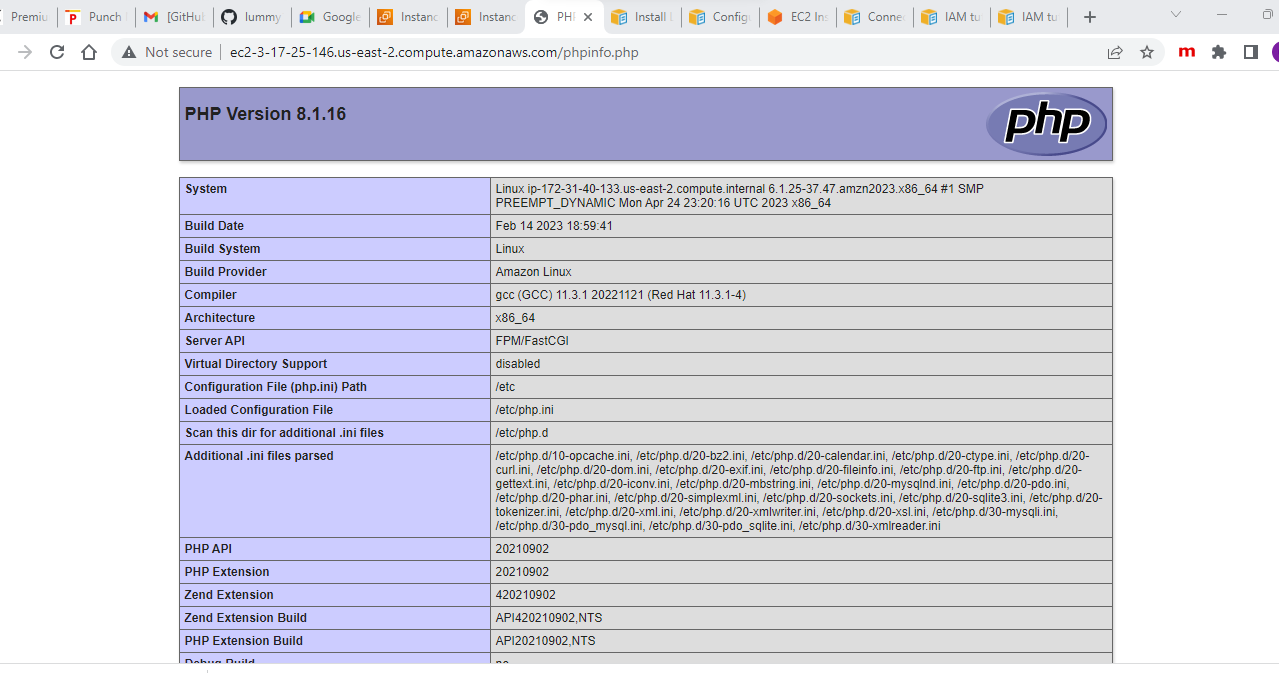 Premiu
Punch
[GitHu
lummy
Google
Instanc
Instanc
PHP
Install L
Configu
EC2 Ins
Connec
IAM tu
IAM tu
Not secure
ec2-3-17-25-146.us-east-2.compute.amazonaws.com/phpinfo.php
m
PHP Version 8.1.16
php
System
Linux ip-172-31-40-133.us-east-2.compute.internal 6.1.25-37.47.amzn2023.x86_64 #1 SMP
PREEMPT_DYNAMIC Mon Apr 24 23:20:16 UTC 2023 x86_64
Build Date
Feb 14 2023 18:59:41
Build System
Linux
Build Provider
Amazon Linux
Compiler
gcc (GCC) 11.3.1 20221121 (Red Hat 11.3.1-4)
Architecture
x86_64
Server API
FPM/FastCGI
Virtual Directory Support
disabled
Configuration File (php.ini) Path
/etc
Loaded Configuration File
/etc/php.ini
Scan this dir for additional .ini files
/etc/php.d
Additional .ini files parsed
/etc/php.d/10-opcache.ini, /etc/php.d/20-bz2.ini, /etc/php.d/20-calendar.ini, /etc/php.d/20-ctype.ini, /etc/php.d/20-
curl.ini, /etc/php.d/20-dom.ini, /etc/php.d/20-exif.ini, /etc/php.d/20-fileinfo.ini, /etc/php.d/20-ftp.ini, /etc/php.d/20-
gettext.ini, /etc/php.d/20-iconv.ini, /etc/php.d/20-mbstring.ini, /etc/php.d/20-mysqlnd.ini, /etc/php.d/20-pdo.ini,
/etc/php.d/20-phar.ini, /etc/php.d/20-simplexml.ini, /etc/php.d/20-sockets.ini, /etc/php.d/20-sqlite3.ini, /etc/php.d/20-
tokenizer.ini, /etc/php.d/20-xml.ini, /etc/php.d/20-xmlwriter.ini, /etc/php.d/20-xsl.ini, /etc/php.d/30-mysqli.ini,
/etc/php.d/30-pdo_mysql.ini, /etc/php.d/30-pdo_sqlite.ini, /etc/php.d/30-xmlreader.ini
PHP API
20210902
PHP Extension
20210902
Zend Extension
420210902
Zend Extension Build
API420210902,NTS
PHP Extension Build
API20210902,NTS
Debug Build
no